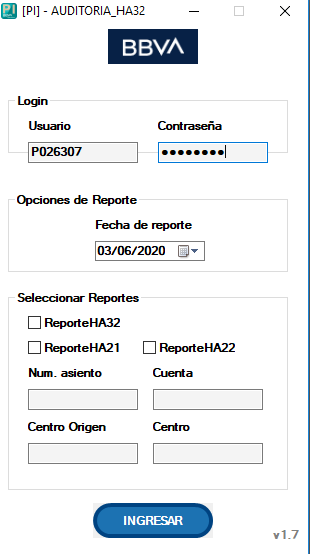 [PI] - AUDITORIA_HA32
BBVA
Login
Usuario Contraseña
P026307 ●●●●●●●●
Opciones de Reporte
Fecha de reporte
03/06/2020
Seleccionar Reportes
ReporteHA32
ReporteHA21 ReporteHA22
Num. asiento Cuenta
Centro Origen Centro
INGRESAR
v1.7